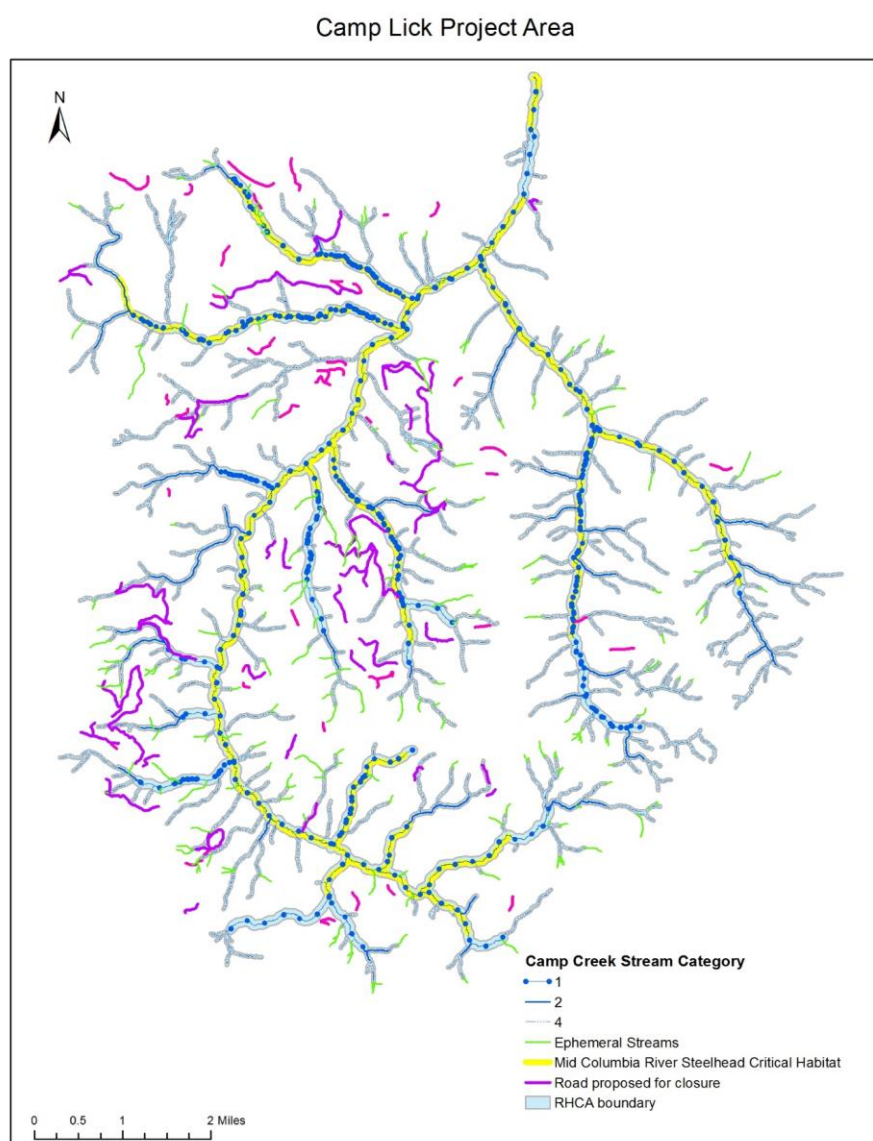 Camp Lick Project Area
N
Camp Creek Stream Category
1
2
4
Ephemeral Streams
Mid Columbia River Steelhead Critical Habitat
Road proposed for closure
RHCA boundary
0 0.5 1 2 Miles